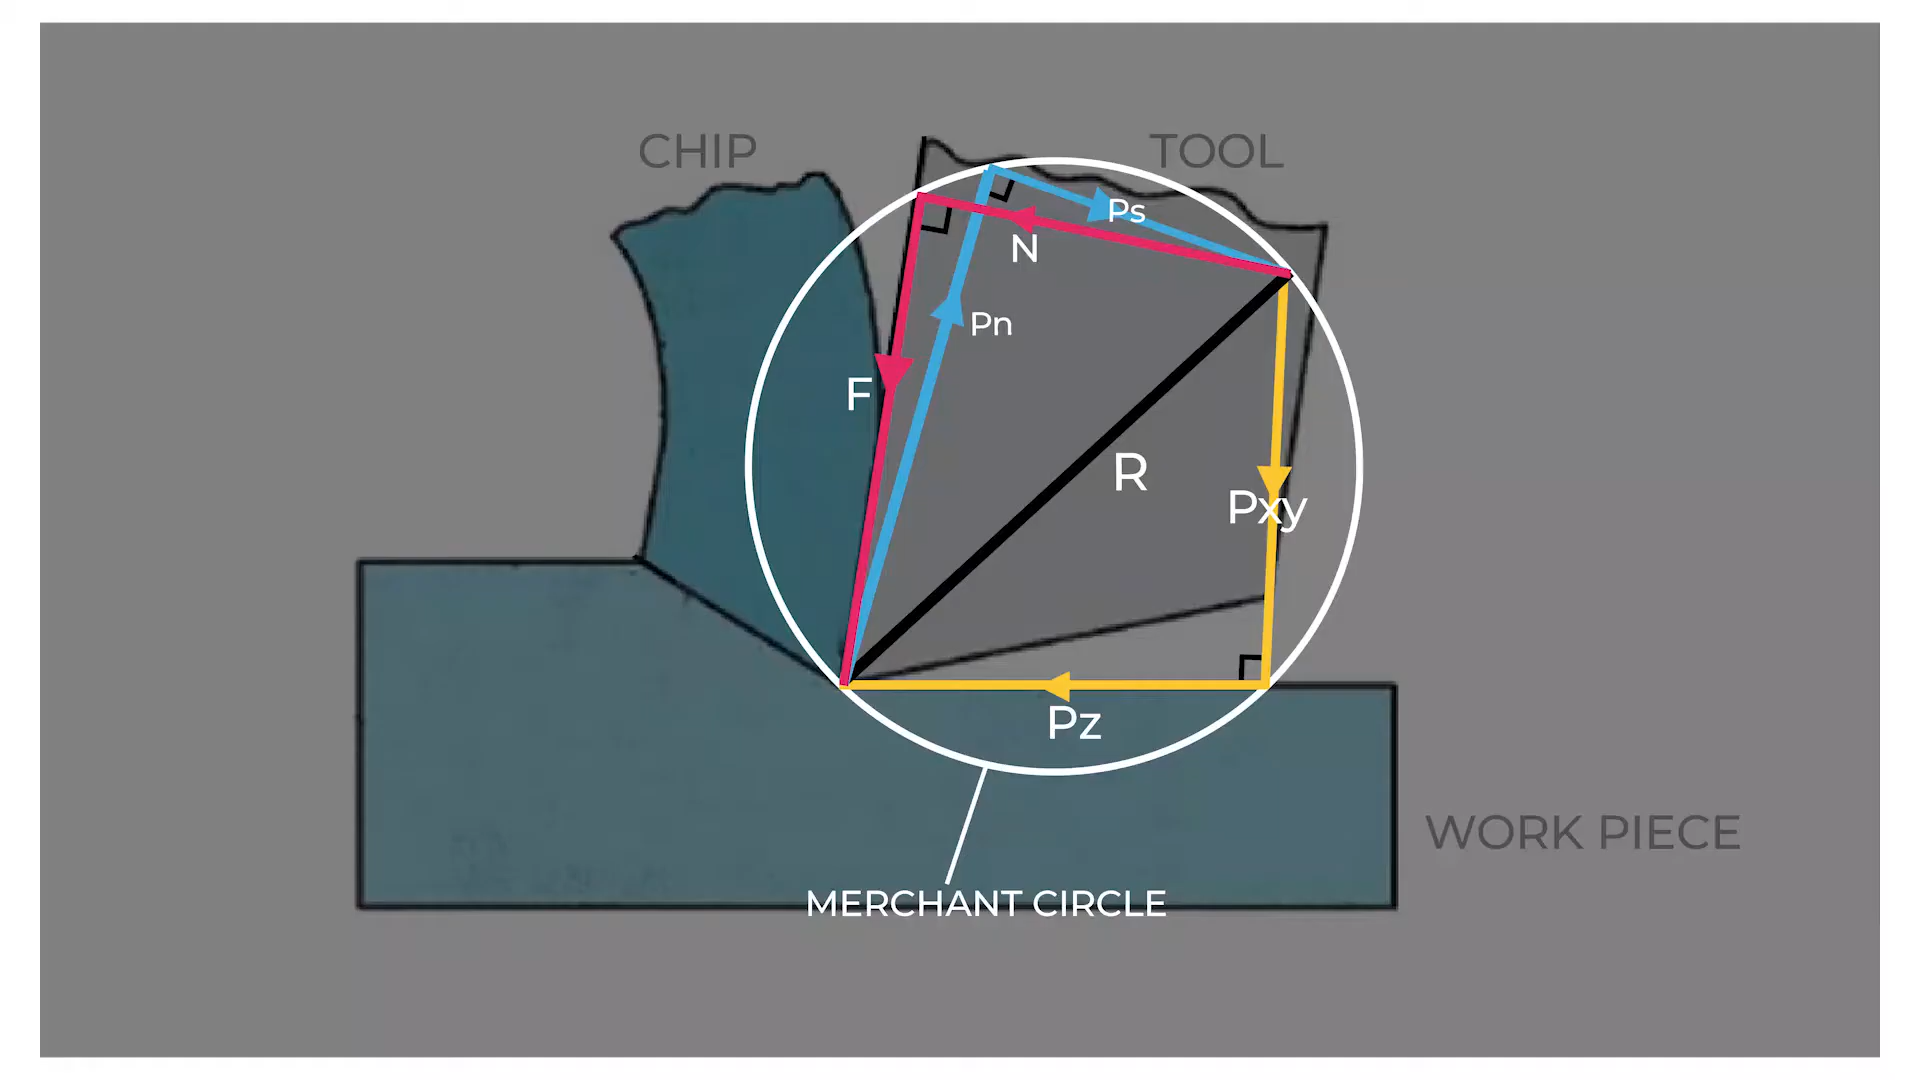 CHIP
TOOL
Ps
N
Pn
F
R
Pxy
Pz
WORK PIECE
MERCHANT CIRCLE